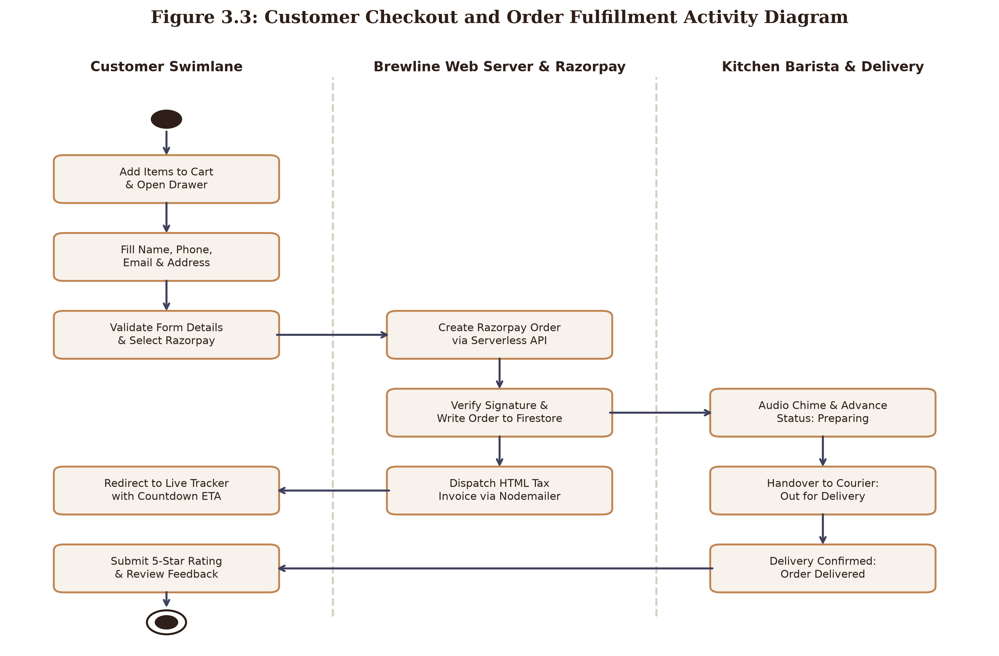 Figure 3.3: Customer Checkout and Order Fulfillment Activity Diagram
Customer Swimlane
Brewline Web Server & Razorpay
Kitchen Barista & Delivery
Add Items to Cart
& Open Drawer
Fill Name, Phone,
Email & Address
Validate Form Details
& Select Razorpay
Create Razorpay Order
via Serverless API
Verify Signature &
Write Order to Firestore
Audio Chime & Advance
Status: Preparing
Redirect to Live Tracker
with Countdown ETA
Dispatch HTML Tax
Invoice via Nodemailer
Handover to Courier:
Out for Delivery
Submit 5-Star Rating
& Review Feedback
Delivery Confirmed:
Order Delivered